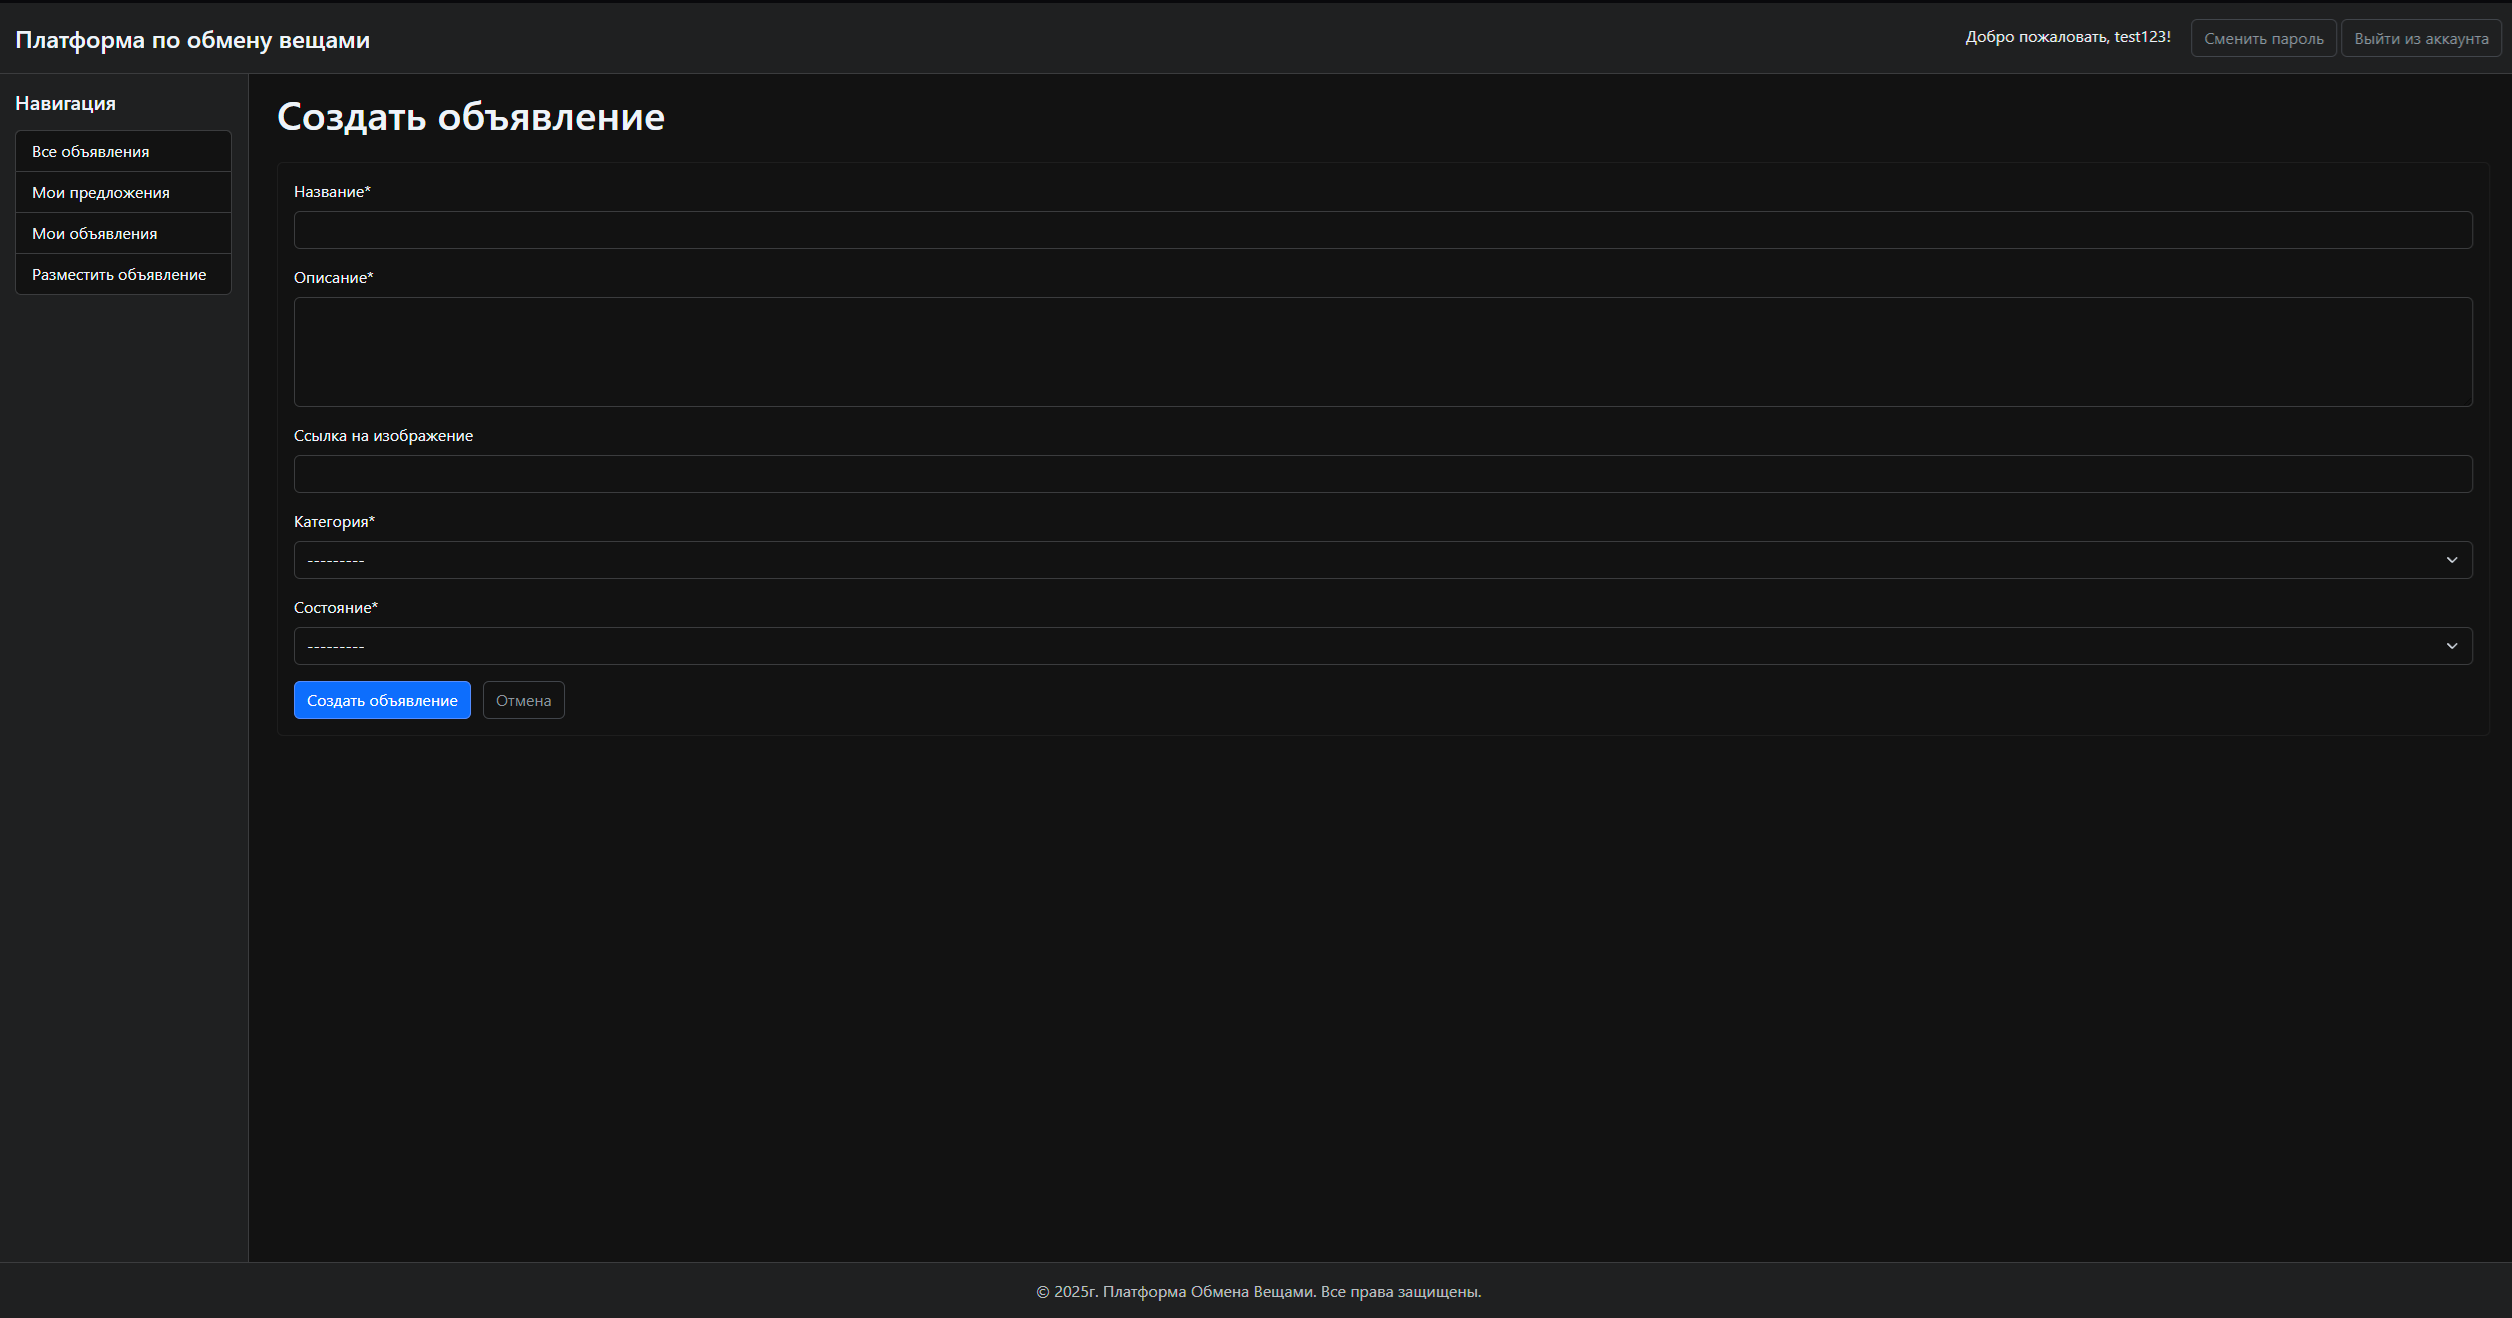 Платформа по обмену вещами
Добро пожаловать, test123!
Сменить пароль
Выйти из аккаунта
Навигация
Все объявления
Мои предложения
Мои объявления
Разместить объявление
Создать объявление
Название*
Описание*
Ссылка на изображение
Категория*
---------
Состояние*
---------
Создать объявление
Отмена
© 2025г. Платформа Обмена Вещами. Все права защищены.